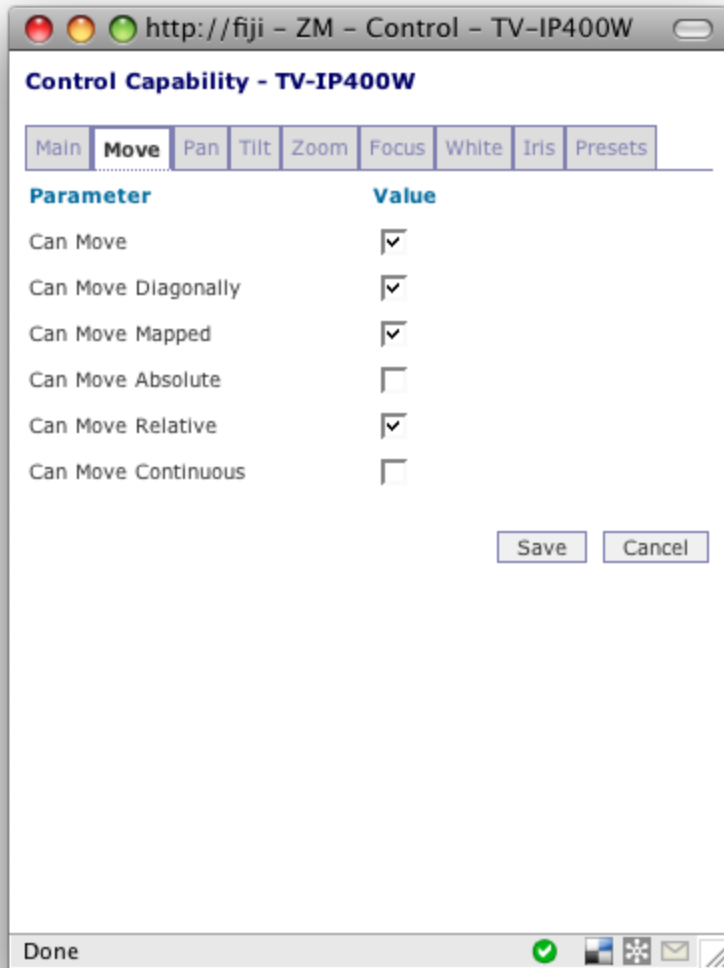 http://fiji – ZM – Control – TV-IP400W
Control Capability - TV-IP400W
Main Move Pan Tilt Zoom Focus White Iris Presets
Parameter Value
Can Move
Can Move Diagonally
Can Move Mapped
Can Move Absolute
Can Move Relative
Can Move Continuous
Save Cancel
Done